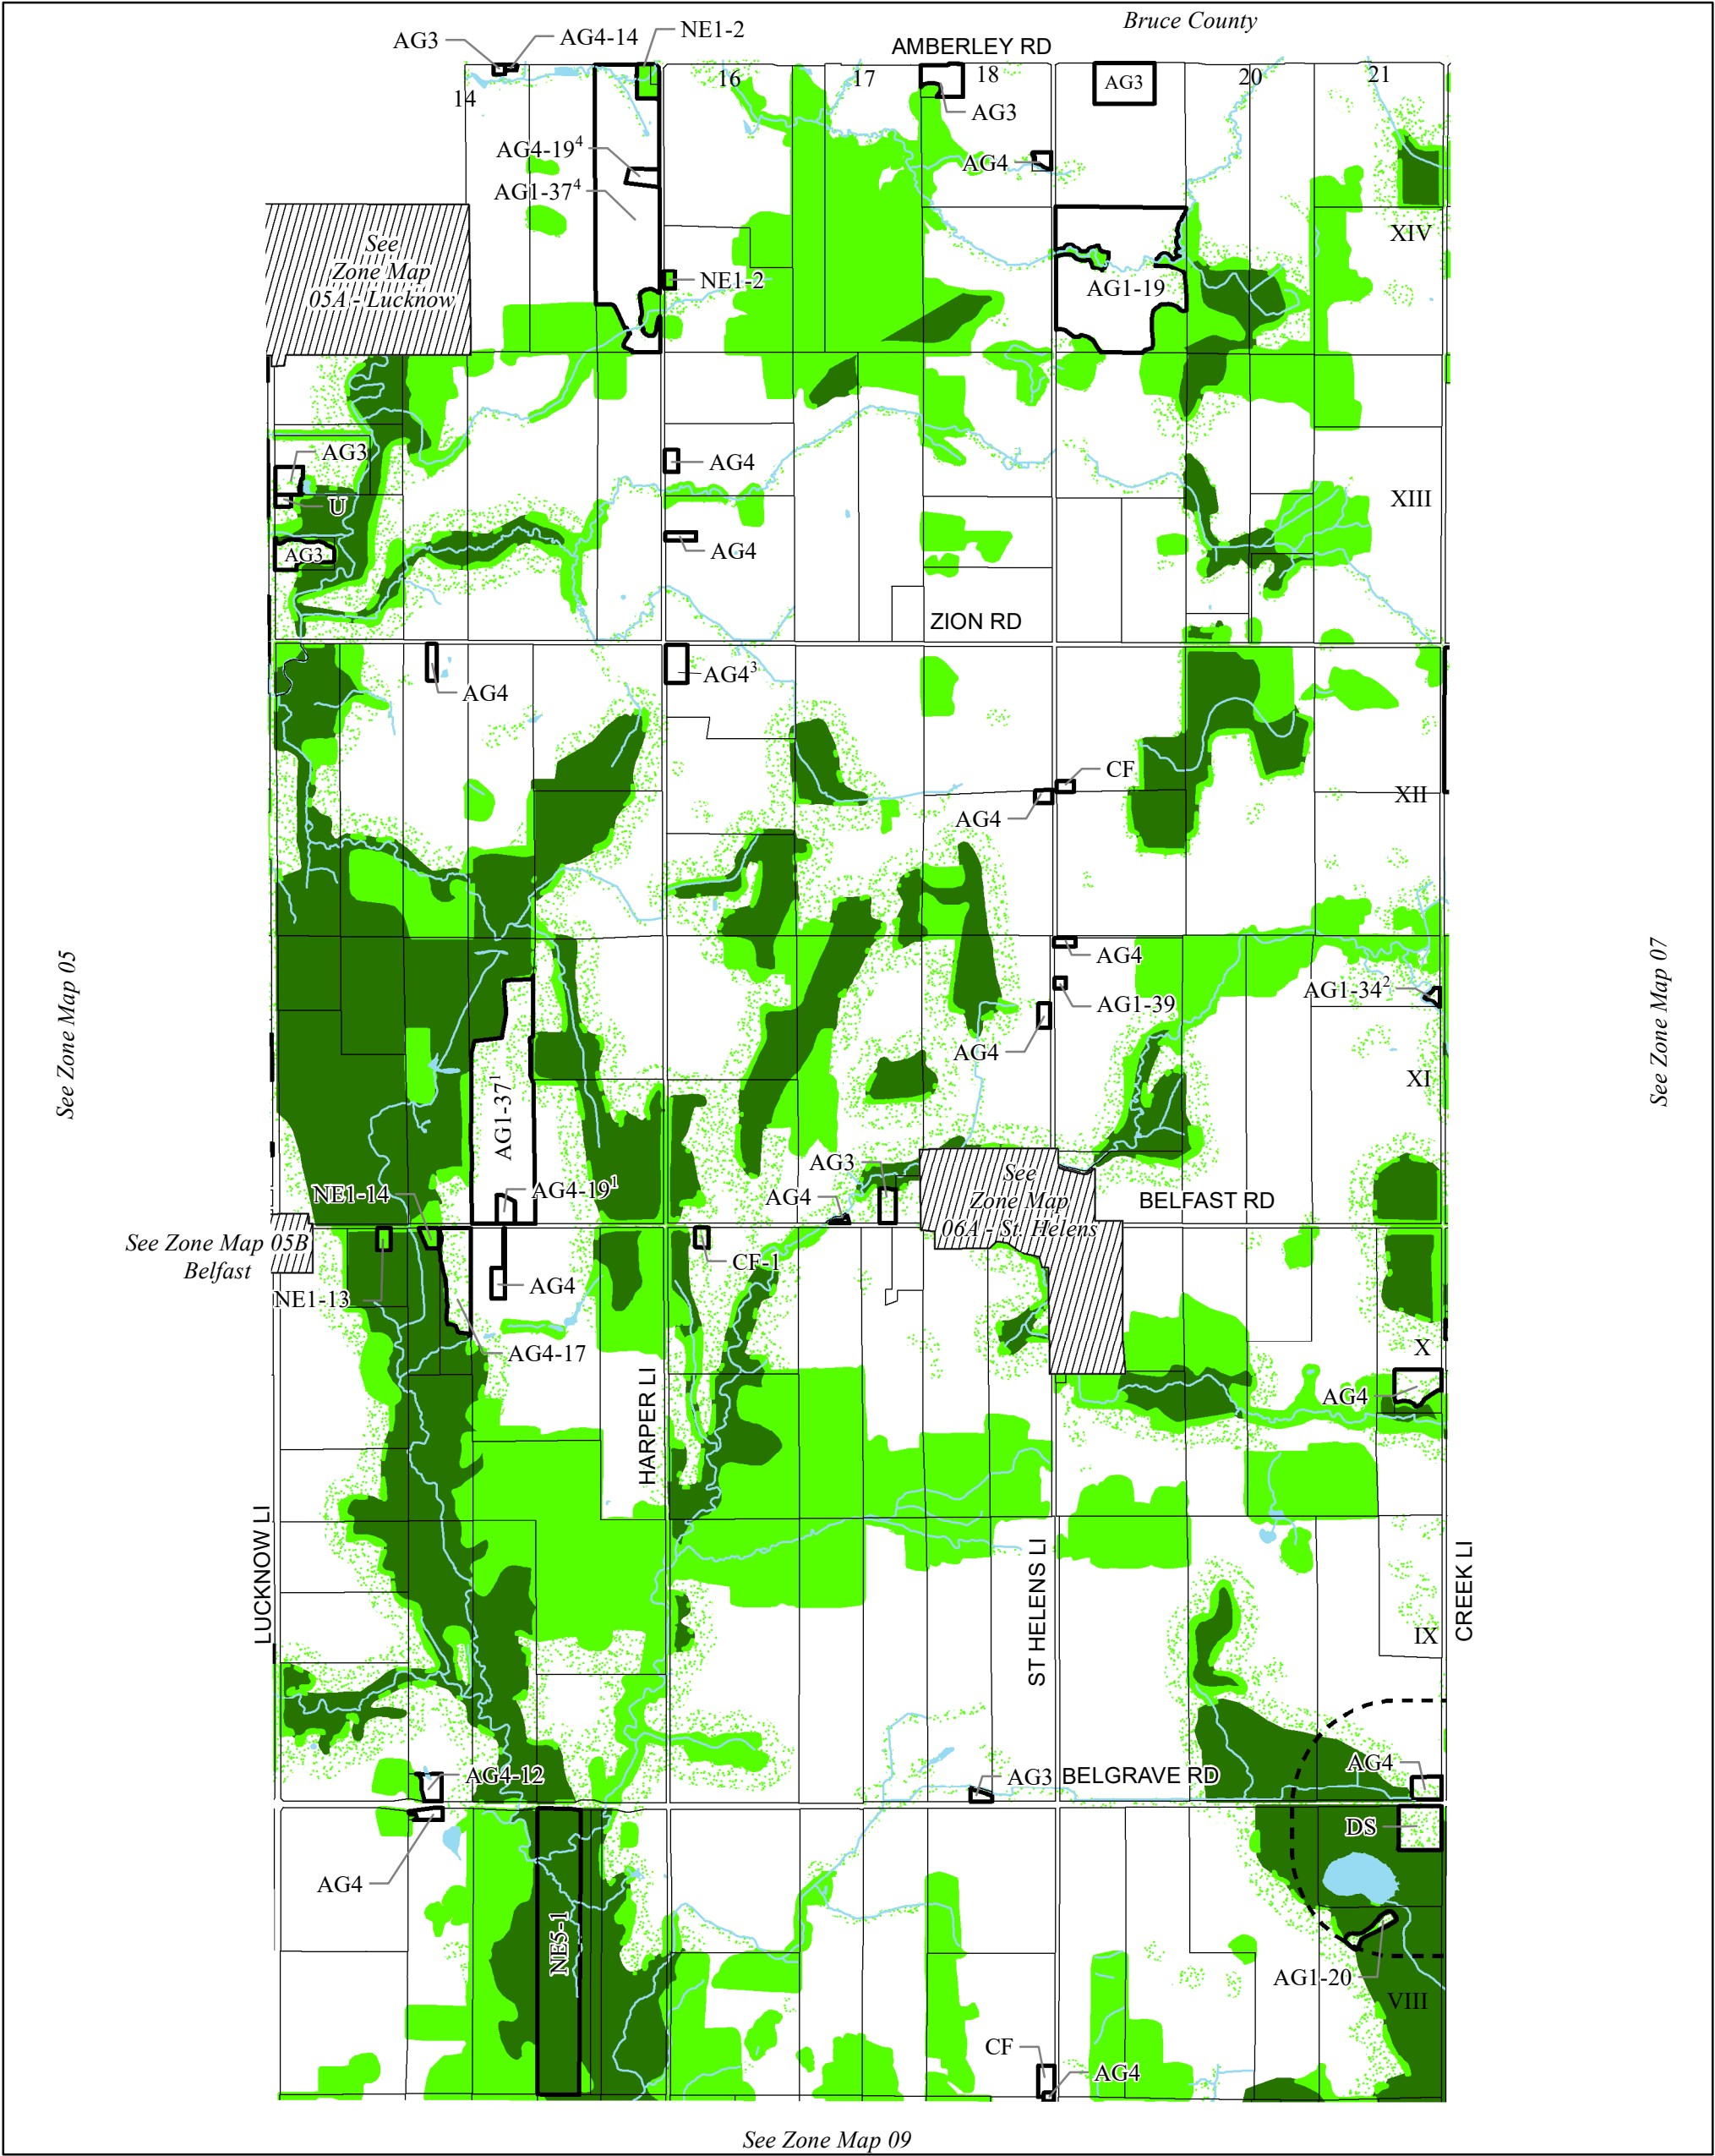 Bruce County
AG3
AG4-14
NE1-2
AMBERLEY RD
14
16
17
18
20
21
AG3
AG3
AG4-19⁴
AG4
AG1-37⁴
See
Zone Map
05A - Lucknow
XIV
NE1-2
AG1-19
AG3
AG4
U
XIII
AG3
AG4
ZION RD
AG4
AG4³
CF
AG4
XII
See Zone Map 05
See Zone Map 07
AG4
AG1-34²
AG1-39
AG4
XI
AG1-37¹
AG3
NE1-14
AG4-19¹
AG4
See
Zone Map
06A - St. Helens
BELFAST RD
See Zone Map 05B
Belfast
CF-1
NE1-13
AG4
AG4-17
X
AG4
HARPER LI
LUCKNOW LI
ST HELENS LI
CREEK LI
IX
AG4-12
AG3
BELGRAVE RD
AG4
DS
AG4
NE5-1
AG1-20
VIII
CF
AG4
See Zone Map 09